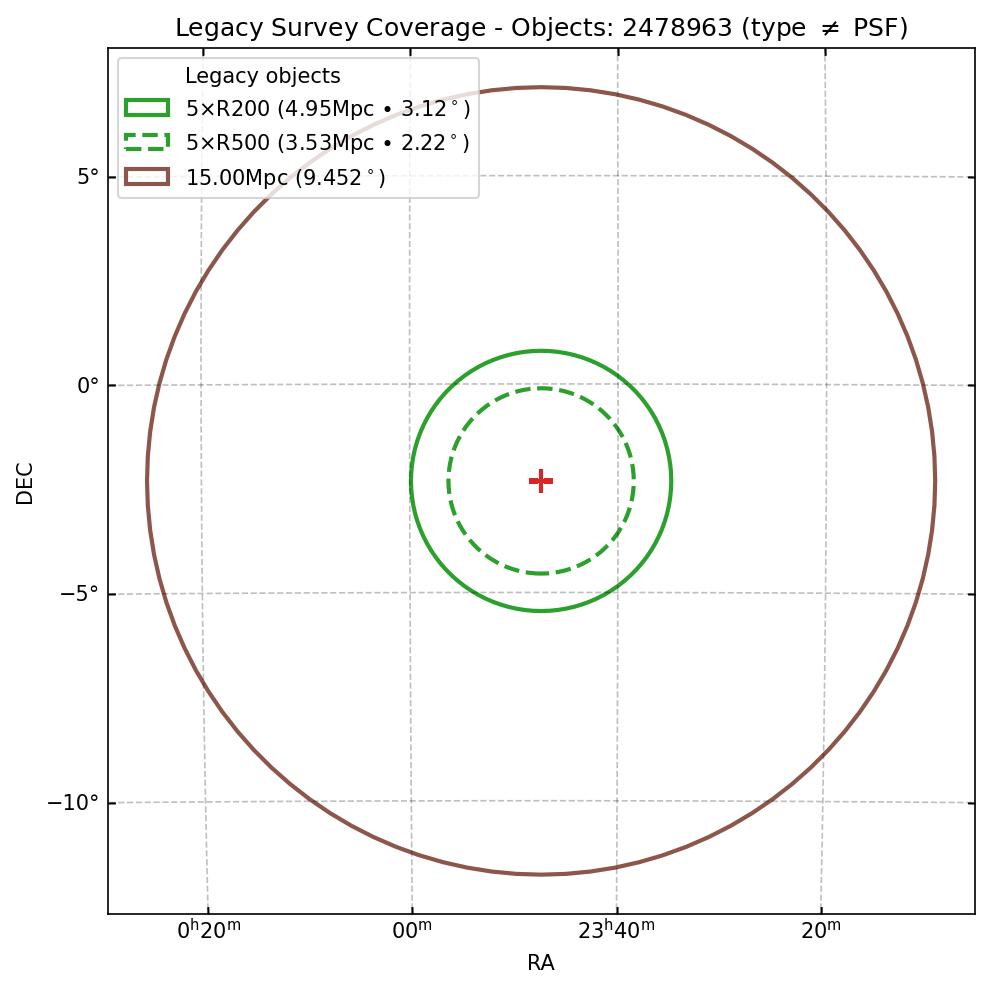 Legacy Survey Coverage - Objects: 2478963 (type ≠ PSF)
Legacy objects
5×R200 (4.95Mpc • 3.12°)
5×R500 (3.53Mpc • 2.22°)
15.00Mpc (9.452°)
5°
0°
−5°
−10°
DEC
0ʰ20ᵐ 00ᵐ 23ʰ40ᵐ 20ᵐ
RA